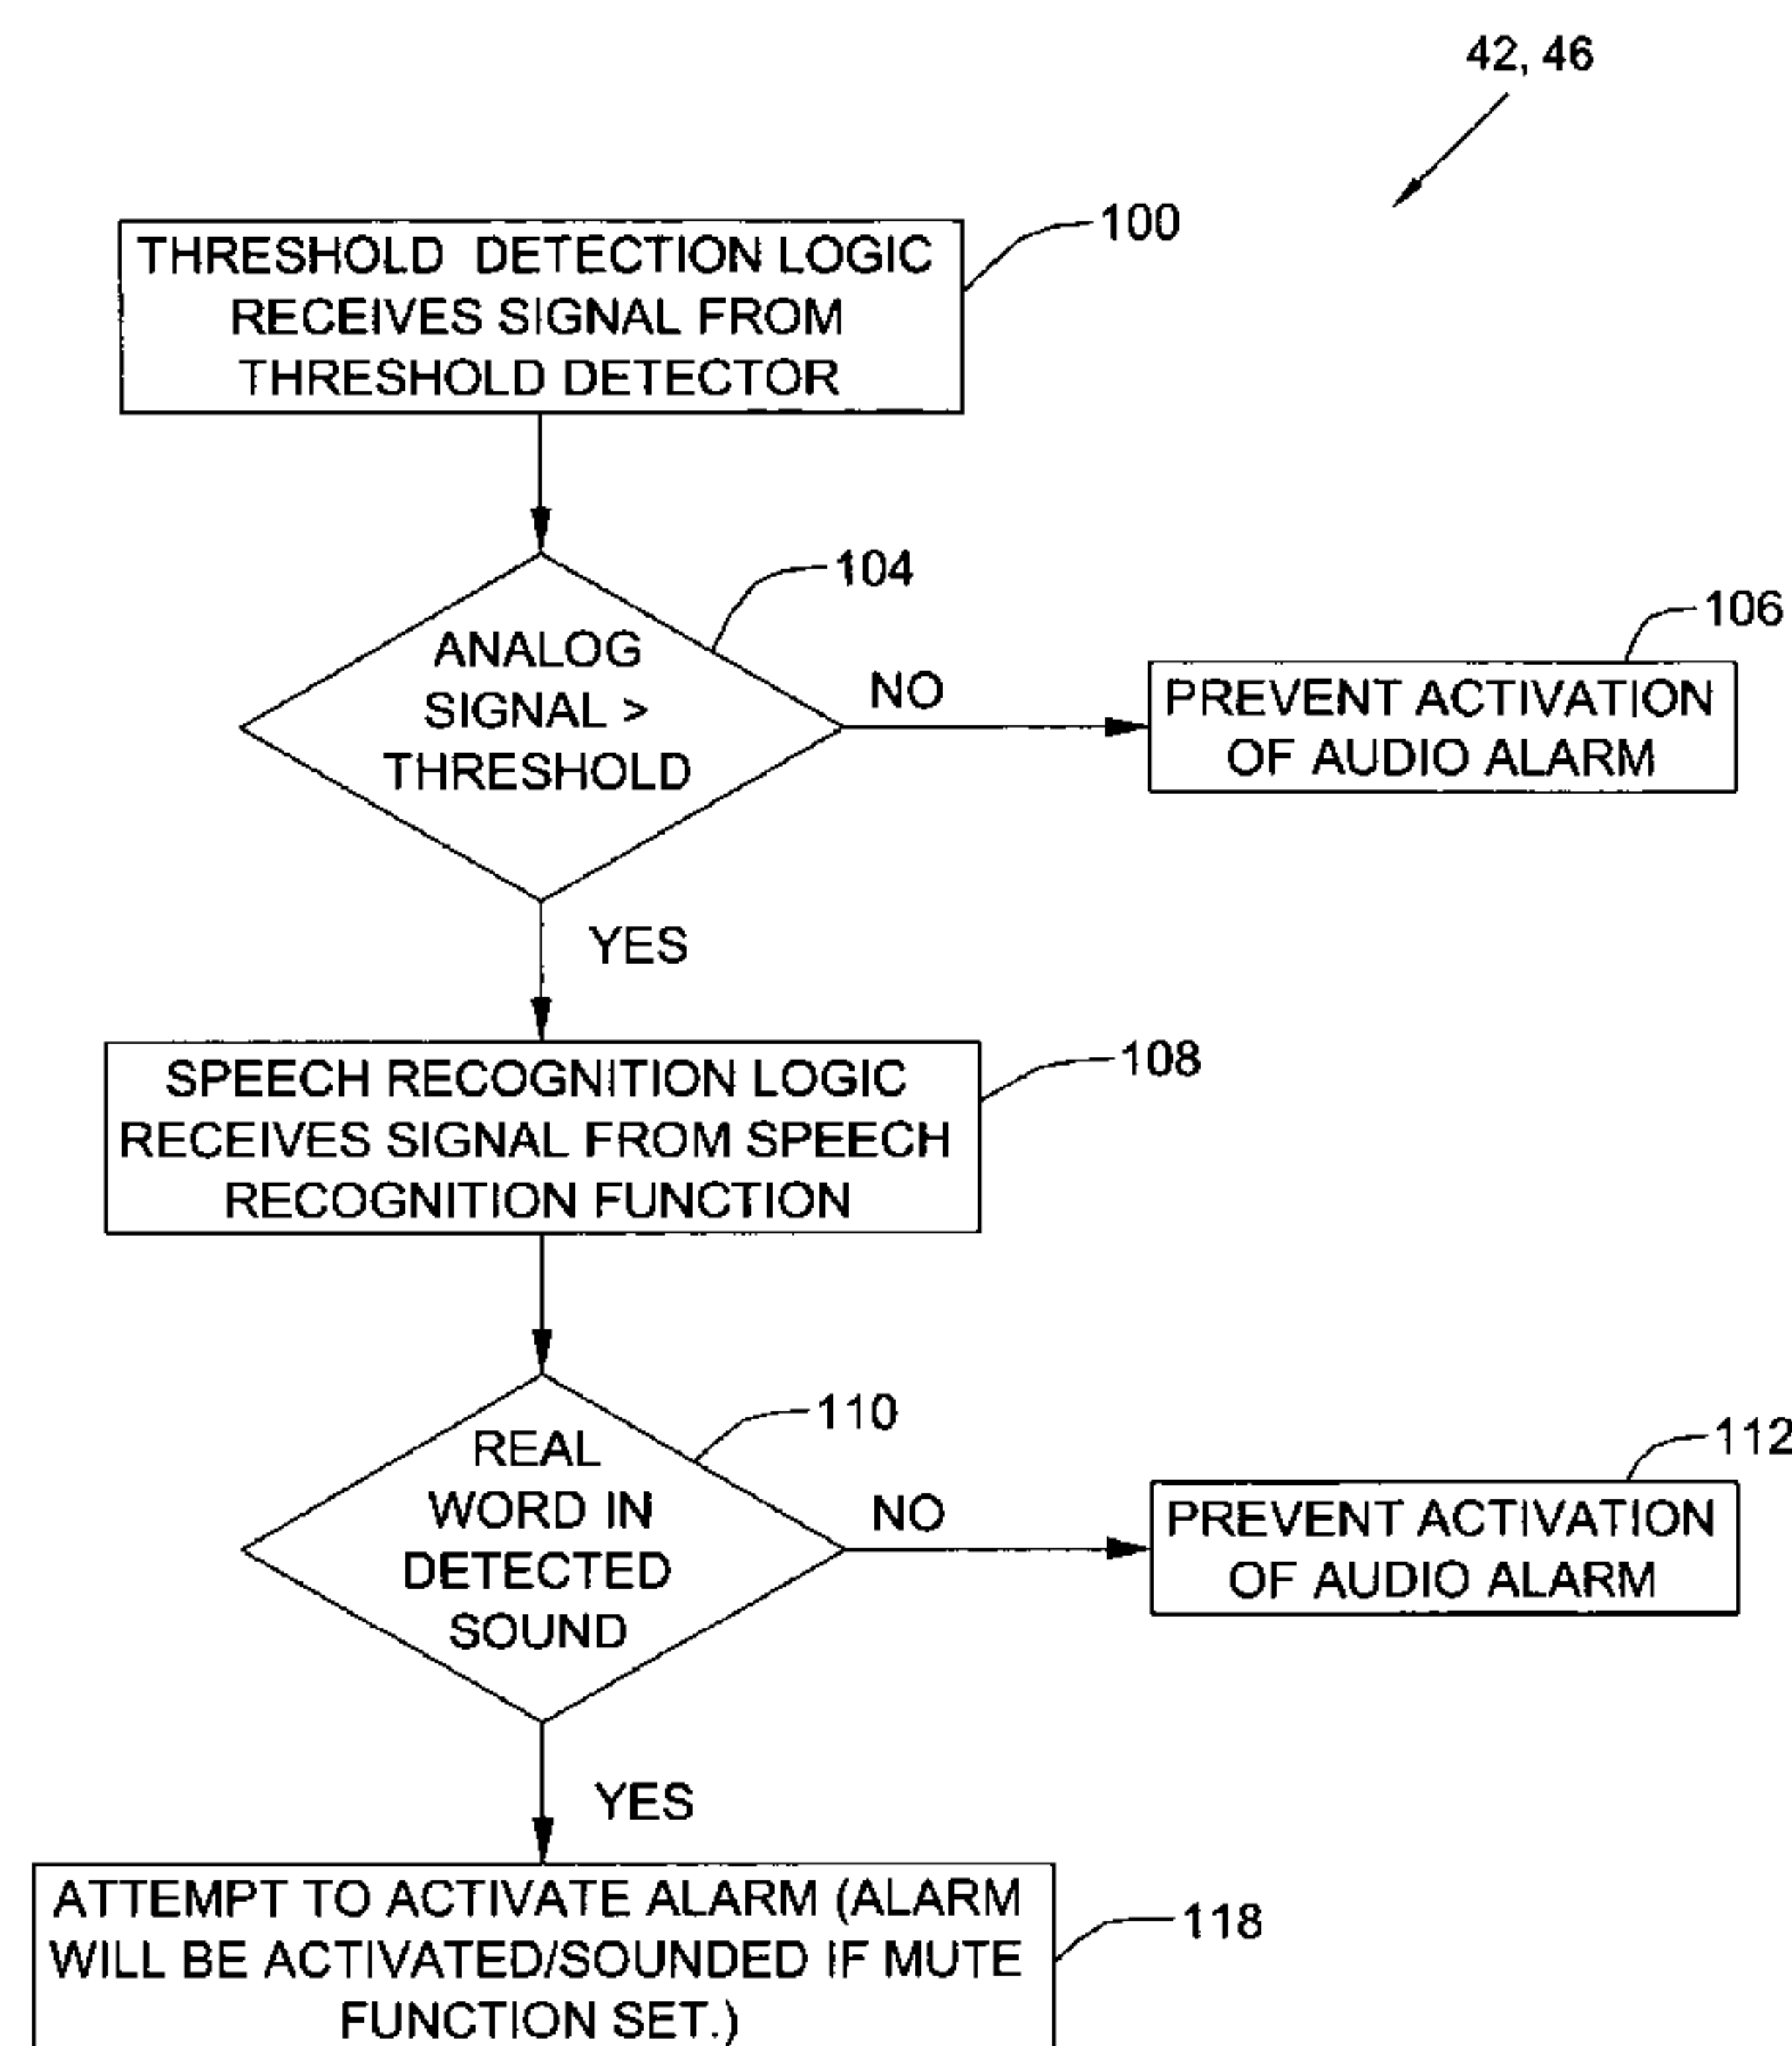 42, 46
100
THRESHOLD DETECTION LOGIC
RECEIVES SIGNAL FROM
THRESHOLD DETECTOR
104
ANALOG
SIGNAL >
THRESHOLD
NO
106
PREVENT ACTIVATION
OF AUDIO ALARM
YES
108
SPEECH RECOGNITION LOGIC
RECEIVES SIGNAL FROM SPEECH
RECOGNITION FUNCTION
110
REAL
WORD IN
DETECTED
SOUND
NO
112
PREVENT ACTIVATION
OF AUDIO ALARM
YES
118
ATTEMPT TO ACTIVATE ALARM (ALARM
WILL BE ACTIVATED/SOUNDED IF MUTE
FUNCTION SET.)